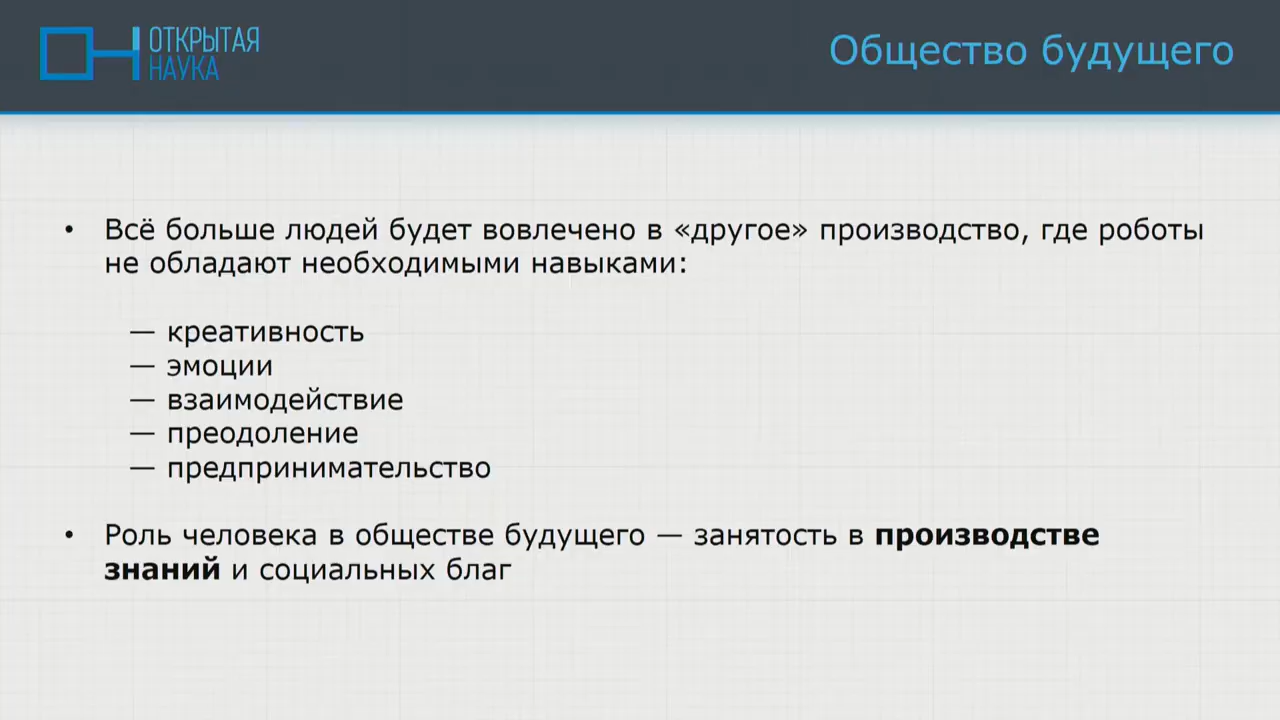 ОТКРЫТАЯ
НАУКА
Общество будущего
• Всё больше людей будет вовлечено в «другое» производство, где роботы
не обладают необходимыми навыками:
— креативность
— эмоции
— взаимодействие
— преодоление
— предпринимательство
• Роль человека в обществе будущего — занятость в производстве
знаний и социальных благ